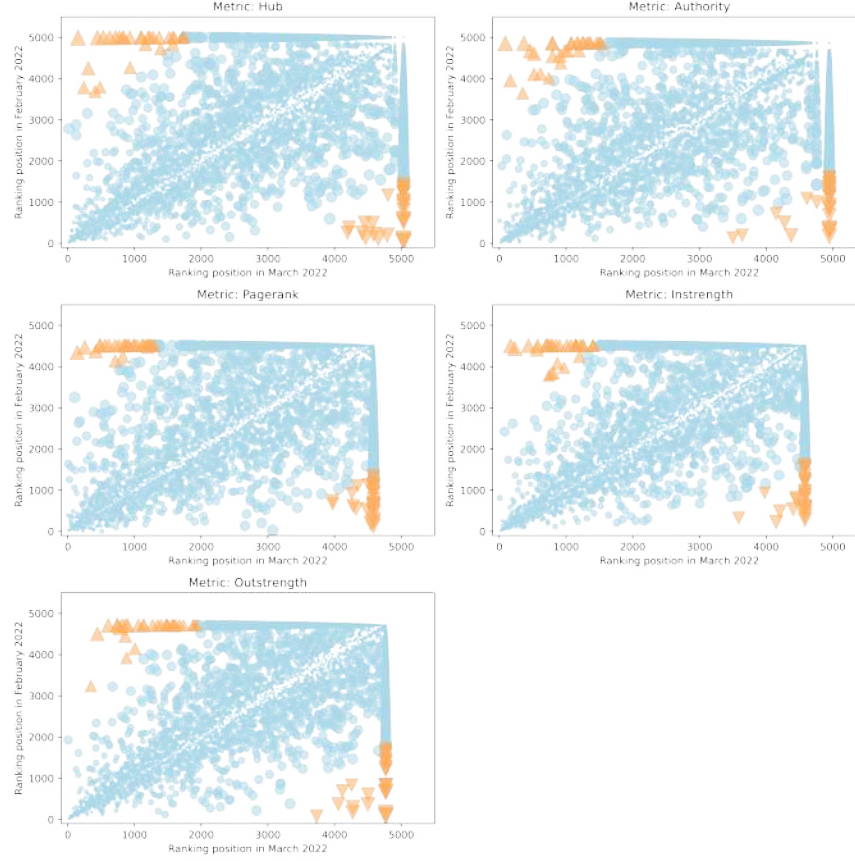 Metric: Hub
Ranking position in February 2022
5000
4000
3000
2000
1000
0
0 1000 2000 3000 4000 5000
Ranking position in March 2022
Metric: Authority
Ranking position in February 2022
5000
4000
3000
2000
1000
0
0 1000 2000 3000 4000 5000
Ranking position in March 2022
Metric: Pagerank
Ranking position in February 2022
5000
4000
3000
2000
1000
0
0 1000 2000 3000 4000 5000
Ranking position in March 2022
Metric: Instrength
Ranking position in February 2022
5000
4000
3000
2000
1000
0
0 1000 2000 3000 4000 5000
Ranking position in March 2022
Metric: Outstrength
Ranking position in February 2022
5000
4000
3000
2000
1000
0
0 1000 2000 3000 4000 5000
Ranking position in March 2022